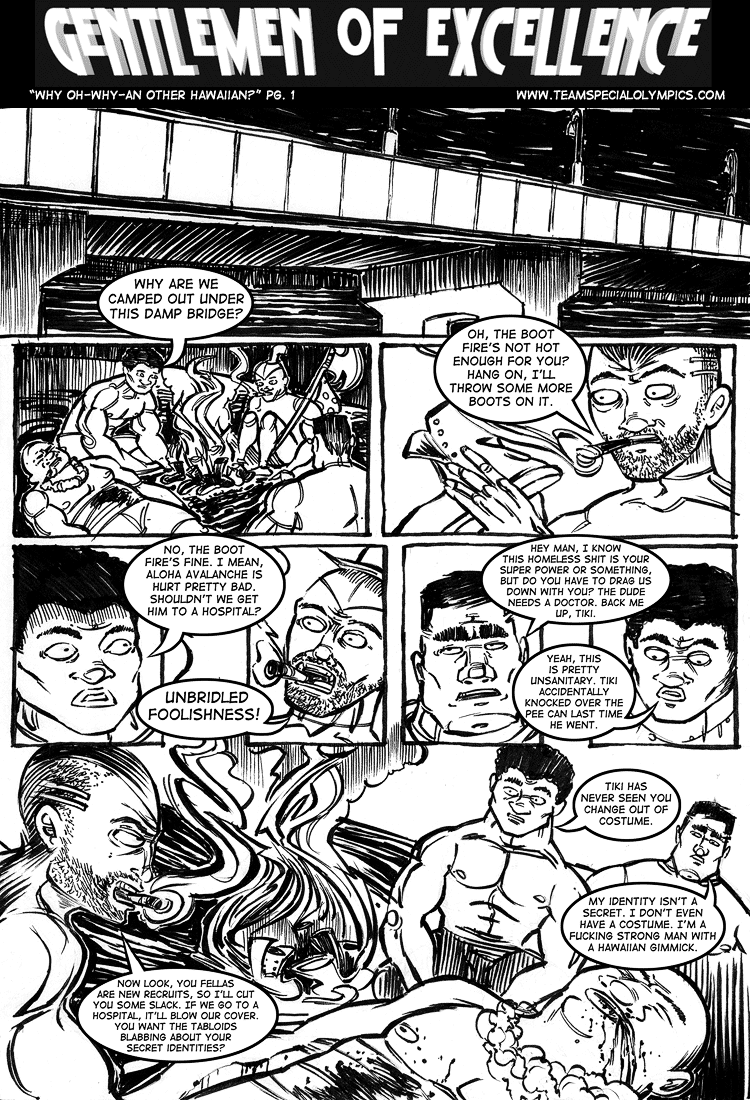 GENTLEMEN OF EXCELLENCE
"WHY OH-WHY-AN OTHER HAWAIIAN?" PG. 1
WWW.TEAMSPECIALOLYMPICS.COM
WHY ARE WE
CAMPED OUT UNDER
THIS DAMP BRIDGE?
OH, THE BOOT
FIRE'S NOT HOT
ENOUGH FOR YOU?
HANG ON, I'LL
THROW SOME MORE
BOOTS ON IT.
NO, THE BOOT
FIRE'S FINE. I MEAN,
ALOHA AVALANCHE IS
HURT PRETTY BAD.
SHOULDN'T WE GET
HIM TO A HOSPITAL?
UNBRIDLED
FOOLISHNESS!
HEY MAN, I KNOW
THIS HOMELESS SHIT IS YOUR
SUPER POWER OR SOMETHING,
BUT DO YOU HAVE TO DRAG US
DOWN WITH YOU? THE DUDE
NEEDS A DOCTOR. BACK ME
UP, TIKI.
YEAH, THIS
IS PRETTY
UNSANITARY. TIKI
ACCIDENTALLY
KNOCKED OVER THE
PEE CAN LAST TIME
HE WENT.
NOW LOOK, YOU FELLAS
ARE NEW RECRUITS, SO I'LL CUT
YOU SOME SLACK. IF WE GO TO A
HOSPITAL, IT'LL BLOW OUR COVER.
YOU WANT THE TABLOIDS
BLABBING ABOUT YOUR
SECRET IDENTITIES?
TIKI HAS
NEVER SEEN YOU
CHANGE OUT OF
COSTUME.
MY IDENTITY ISN'T A
SECRET. I DON'T EVEN
HAVE A COSTUME. I'M A
FUCKING STRONG MAN WITH
A HAWAIIAN GIMMICK.